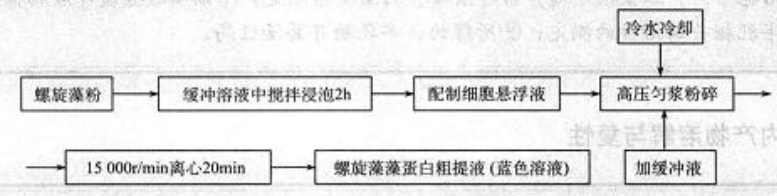 冷水冷却
螺旋藻粉
缓冲溶液中搅拌浸泡2h
配制细胞悬浮液
高压匀浆粉碎
15 000r/min离心20min
螺旋藻藻蛋白粗提液 (蓝色溶液)
加缓冲液